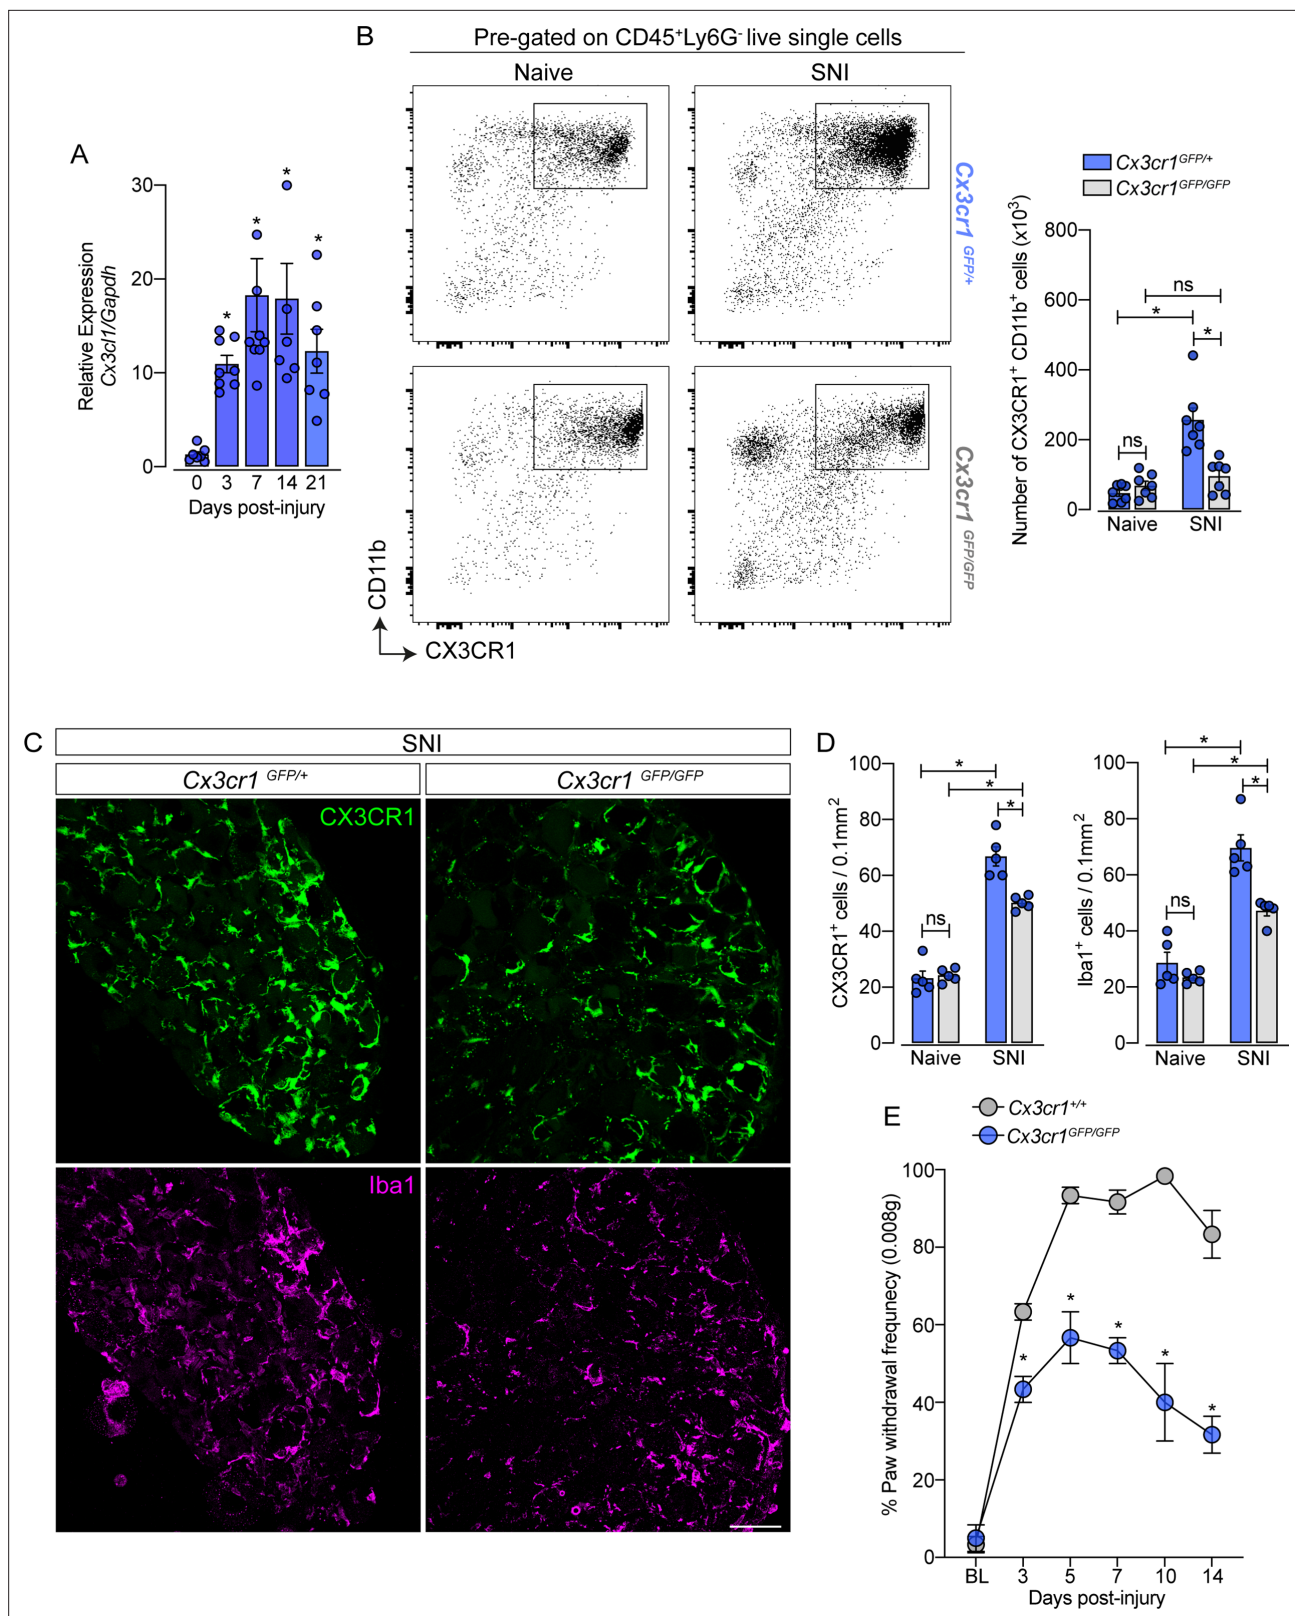 A
Relative Expression
Cx3cl1/Gapdh
30
20
10
0
*
*
*
*
0 3 7 14 21
Days post-injury
B
Pre-gated on CD45⁺Ly6G⁻ live single cells
Naive SNI
Cx3cr1 GFP/+
Cx3cr1 GFP/GFP
CD11b
CX3CR1
Cx3cr1GFP/+
Cx3cr1GFP/GFP
Number of CX3CR1⁺ CD11b⁺ cells (x10³)
800
600
400
200
0
ns
*
*
ns
Naive SNI
C
SNI
Cx3cr1 GFP/+ Cx3cr1 GFP/GFP
CX3CR1
Iba1
D
CX3CR1⁺ cells / 0.1mm²
100
80
60
40
20
0
*
*
*
ns
Naive SNI
Iba1⁺ cells / 0.1mm²
100
80
60
40
20
0
*
*
*
ns
Naive SNI
E
Cx3cr1+/+
Cx3cr1GFP/GFP
% Paw withdrawal frequnecy (0.008g)
100
80
60
40
20
0
*
*
*
*
*
BL 3 5 7 10 14
Days post-injury